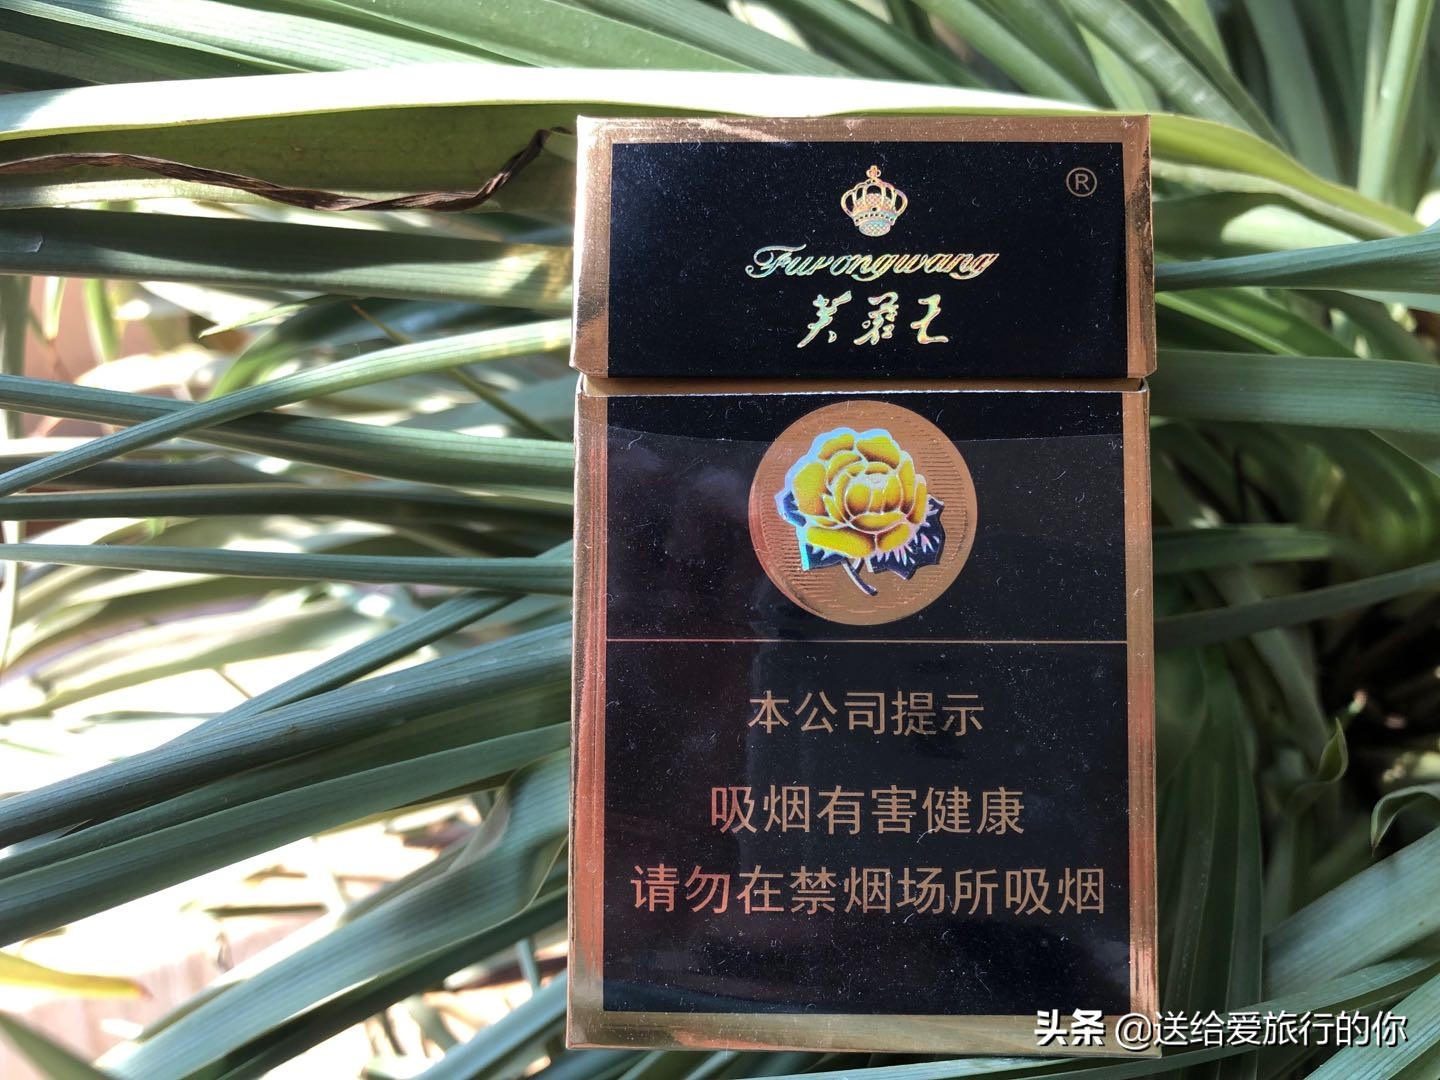 ®
Furongwang
芙蓉王
本公司提示
吸烟有害健康
请勿在禁烟场所吸烟
头条 @送给爱旅行的你